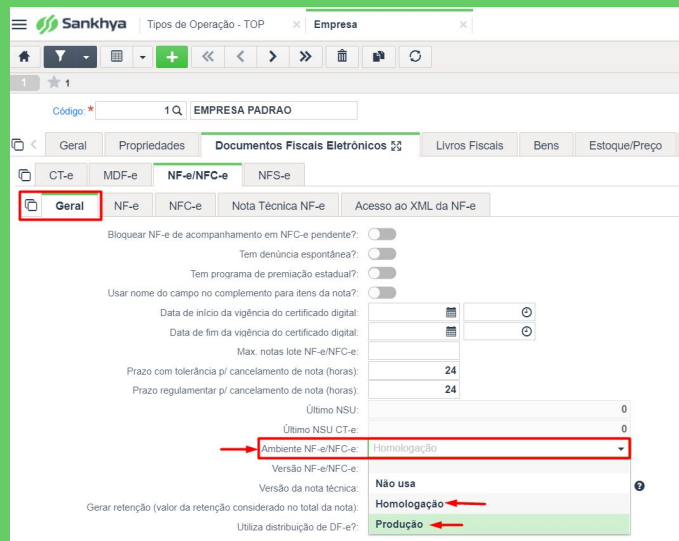 Sankhya Tipos de Operação - TOP Empresa
1 1
Código: * 1 EMPRESA PADRAO
Geral Propriedades Documentos Fiscais Eletrônicos Livros Fiscais Bens Estoque/Preço
CT-e MDF-e NF-e/NFC-e NFS-e
Geral NF-e NFC-e Nota Técnica NF-e Acesso ao XML da NF-e
Bloquear NF-e de acompanhamento em NFC-e pendente?:
Tem denúncia espontânea?:
Tem programa de premiação estadual?:
Usar nome do campo no complemento para itens da nota?:
Data de início da vigência do certificado digital:
Data de fim da vigência do certificado digital:
Max. notas lote NF-e/NFC-e:
Prazo com tolerância p/ cancelamento de nota (horas): 24
Prazo regulamentar p/ cancelamento de nota (horas): 24
Último NSU: 0
Último NSU CT-e: 0
Ambiente NF-e/NFC-e: Homologação
Versão NF-e/NFC-e:
Versão da nota técnica: Não usa ?
Gerar retenção (valor da retenção considerado no total da nota): Homologação
Utiliza distribuição de DF-e?: Produção